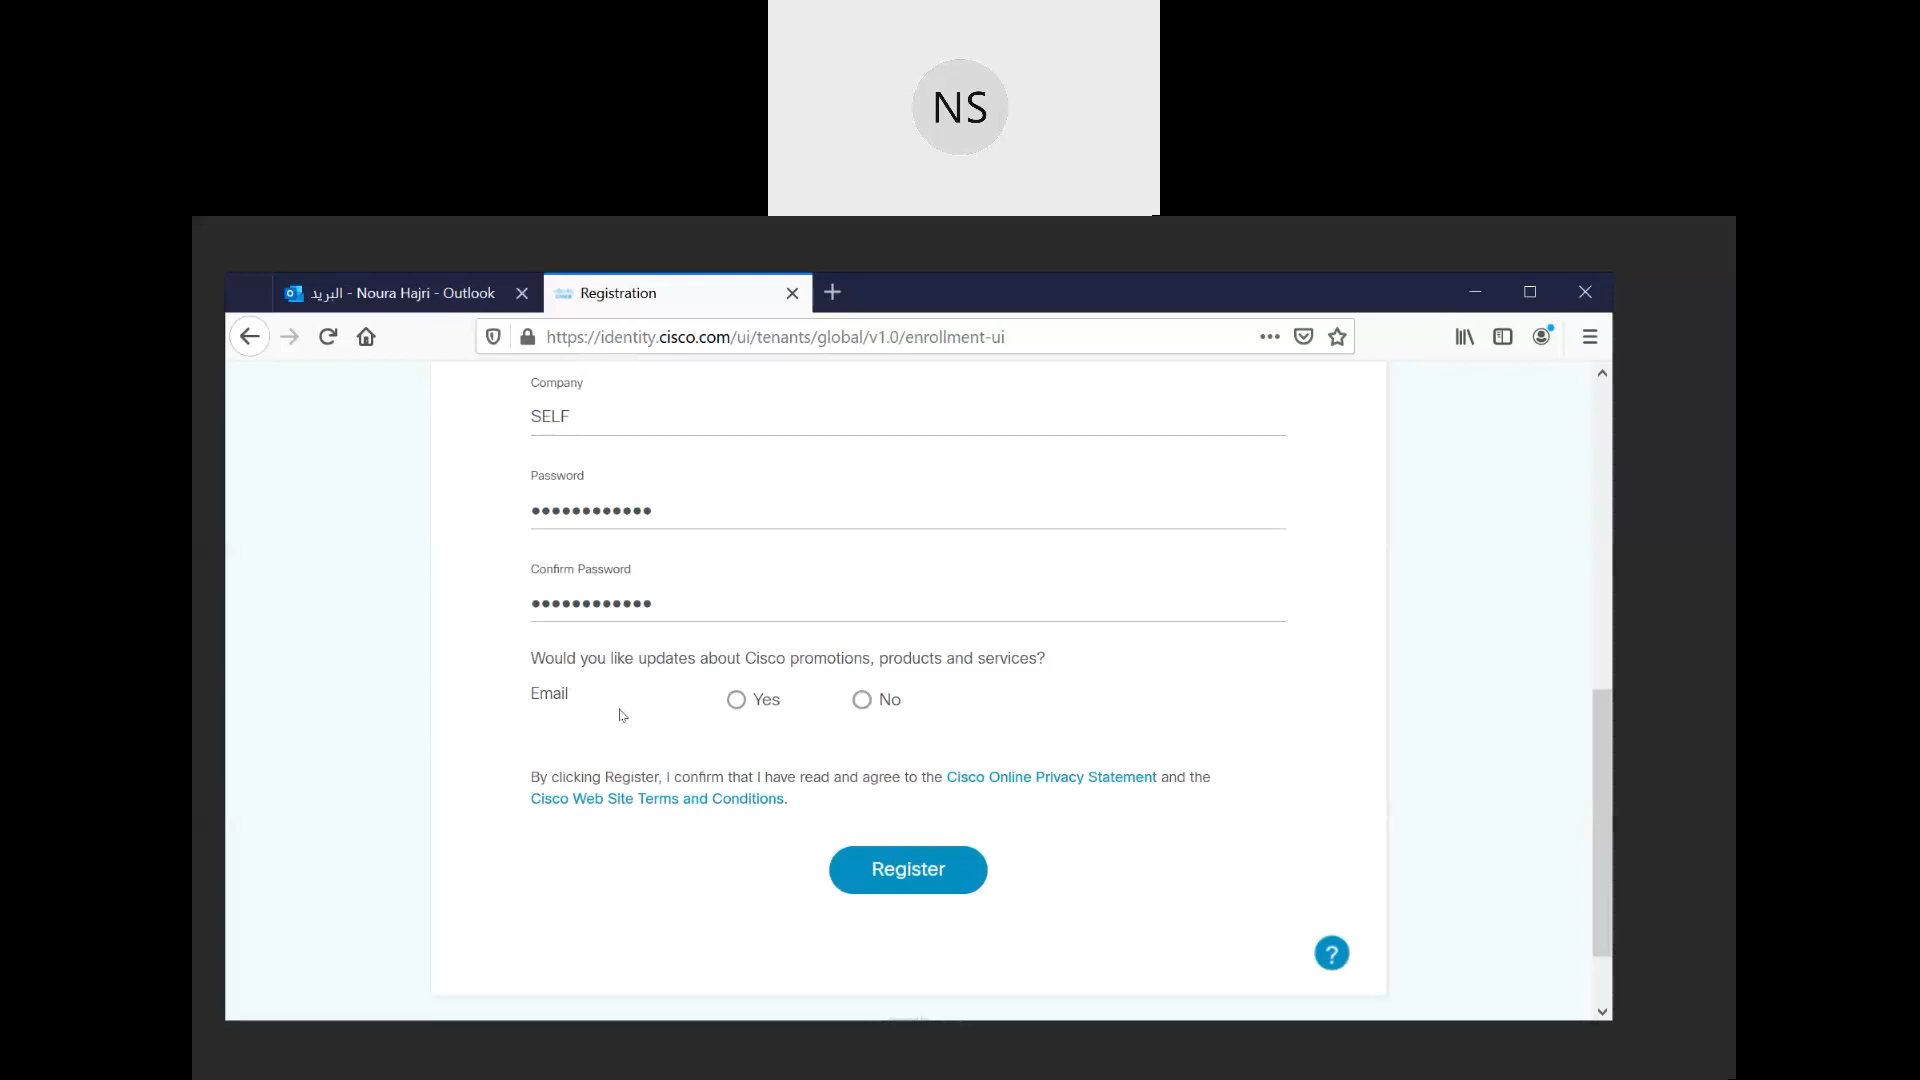 NS
البريد - Noura Hajri - Outlook
Registration
https://identity.cisco.com/ui/tenants/global/v1.0/enrollment-ui
Company
SELF
Password
••••••••••••
Confirm Password
••••••••••••
Would you like updates about Cisco promotions, products and services?
Email
Yes
No
By clicking Register, I confirm that I have read and agree to the Cisco Online Privacy Statement and the
Cisco Web Site Terms and Conditions.
Register
?